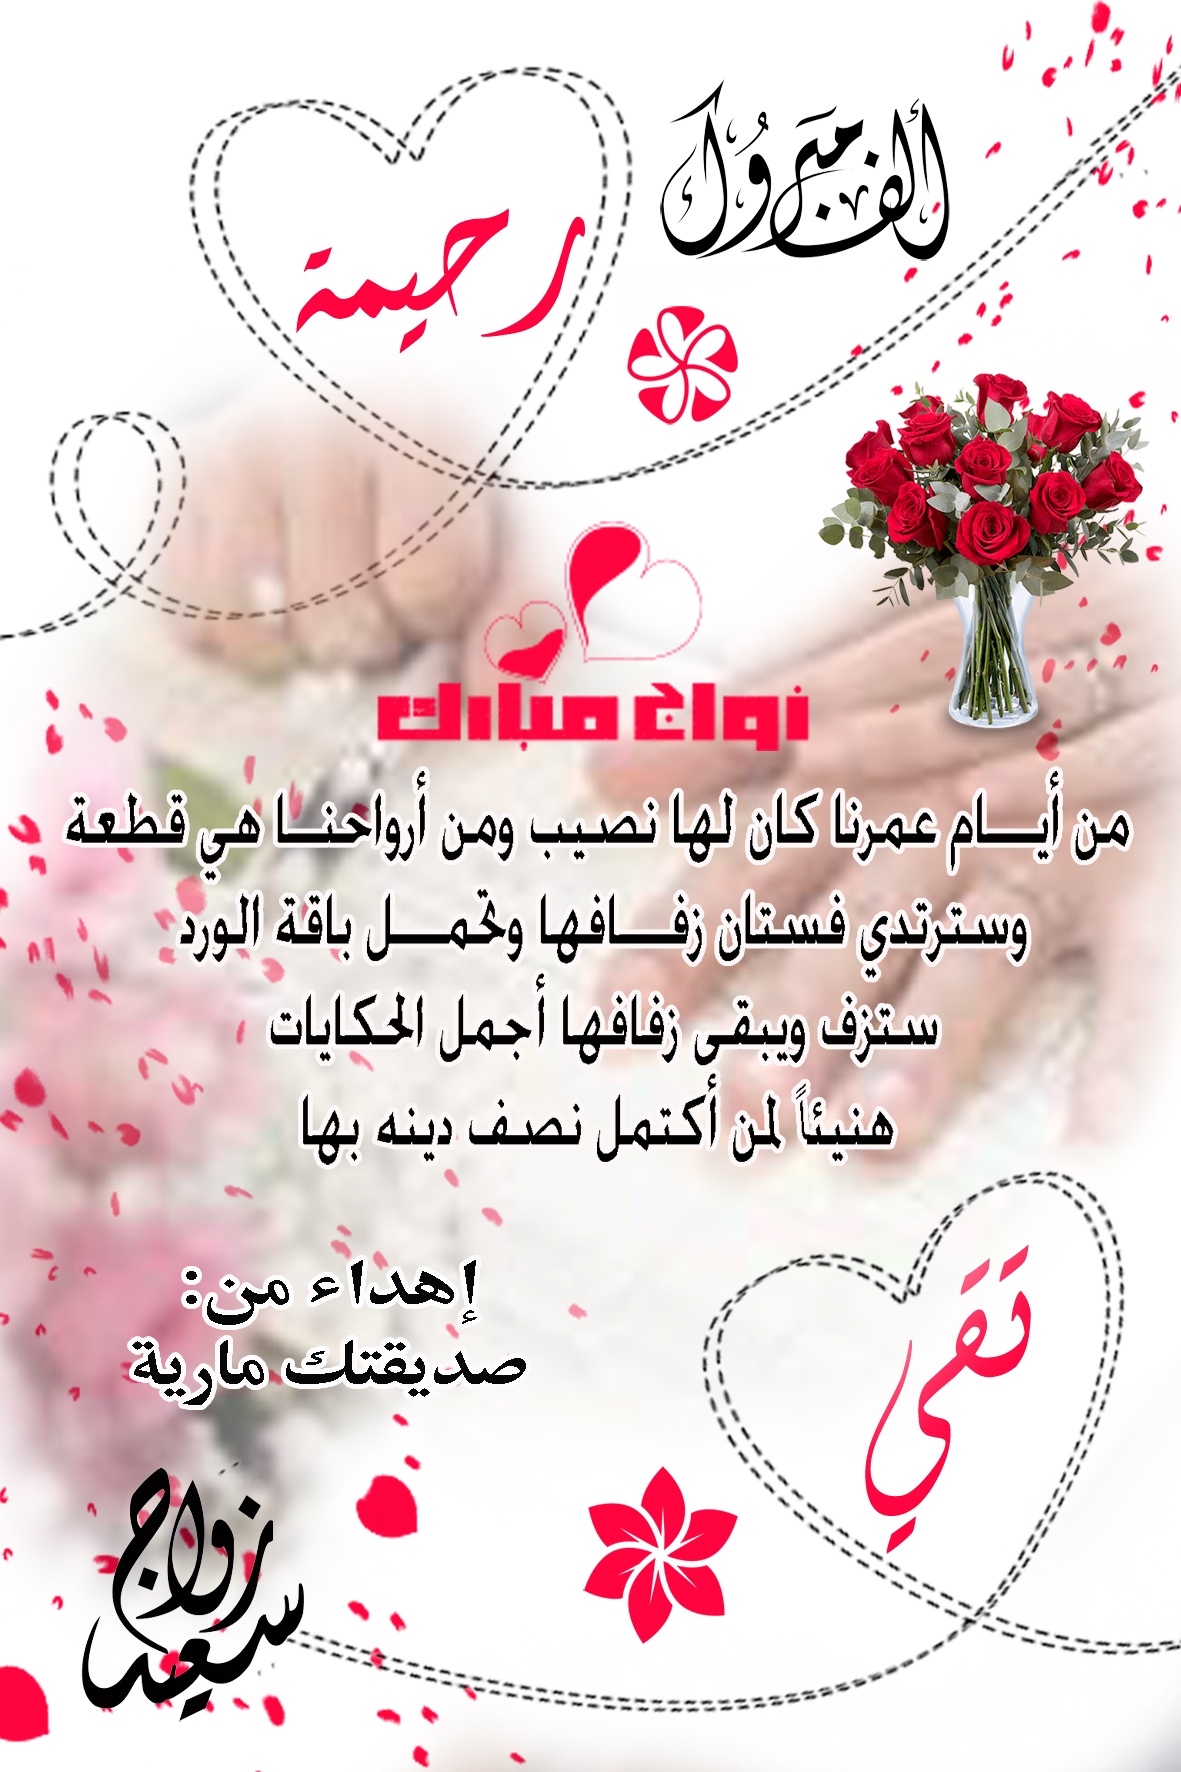 ألف مبَروُك
رحيمة
زواج مبارك
من أيـــام عمرنا كان لها نصيب ومن أرواحنـــا هي قطعة
وسترتدي فستان زفـــافها وتحمـــل باقة الورد
ستزف ويبقى زفافها أجمل الحكايات
هنيئاً لمن أكتمل نصف دينه بها
تقي
إهداء من:
صديقتك مارية
زواج
سعيد